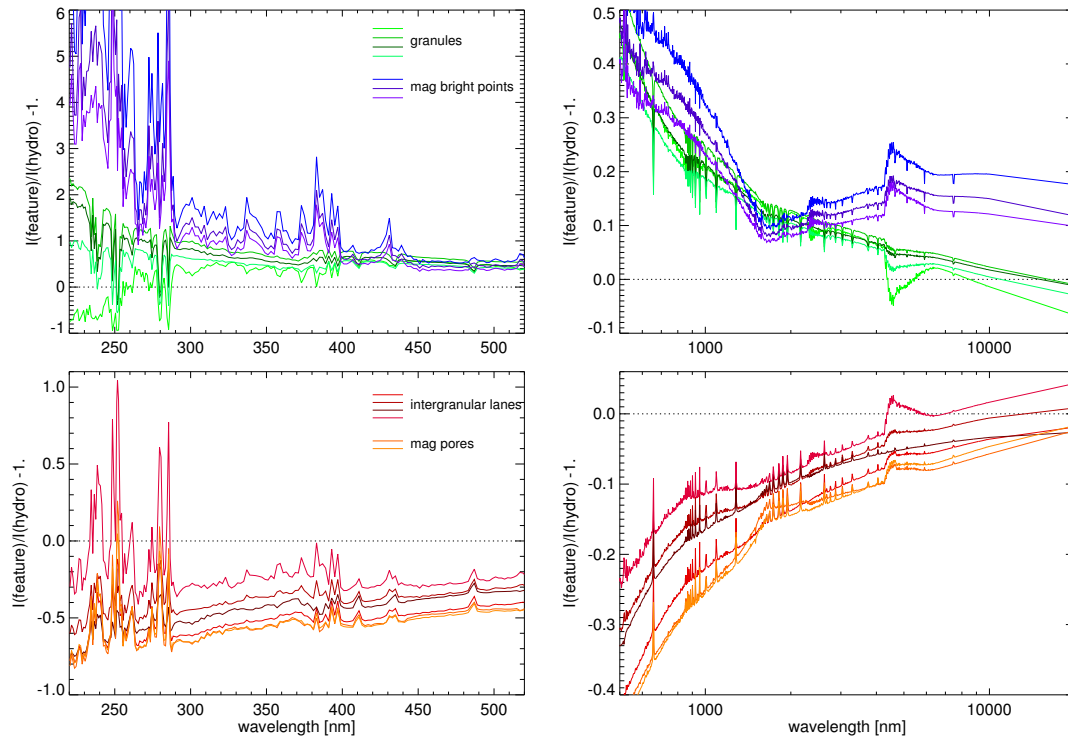 I(feature)/I(hydro) -1.
6
5
4
3
2
1
0
-1
granules
mag bright points
250 300 350 400 450 500
I(feature)/I(hydro) -1.
0.5
0.4
0.3
0.2
0.1
0.0
-0.1
1000 10000
I(feature)/I(hydro) -1.
1.0
0.5
0.0
-0.5
-1.0
intergranular lanes
mag pores
250 300 350 400 450 500
wavelength [nm]
I(feature)/I(hydro) -1.
0.0
-0.1
-0.2
-0.3
-0.4
1000 10000
wavelength [nm]